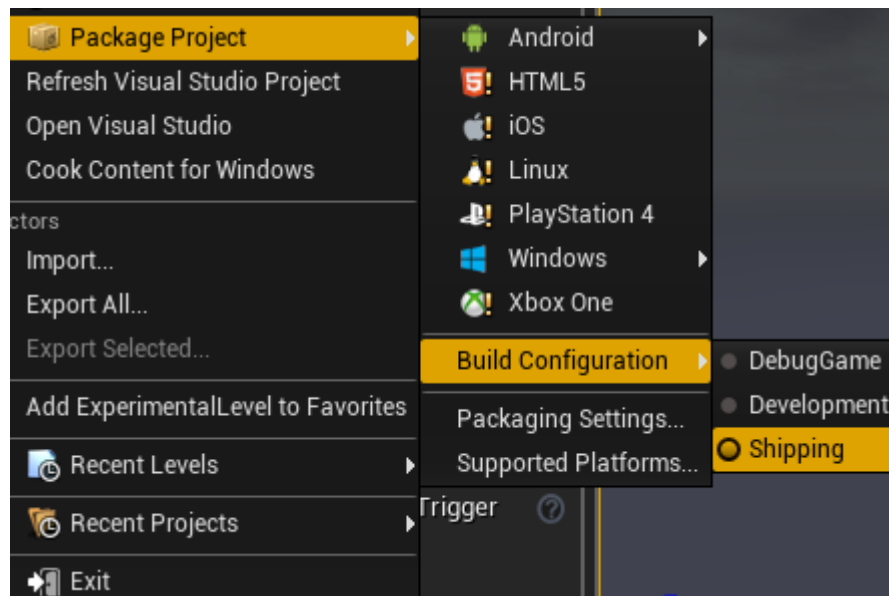 Package Project
Refresh Visual Studio Project
Open Visual Studio
Cook Content for Windows
ctors
Import...
Export All...
Export Selected...
Add ExperimentalLevel to Favorites
Recent Levels
Recent Projects
Exit
Android
HTML5
iOS
Linux
PlayStation 4
Windows
Xbox One
Build Configuration
Packaging Settings...
Supported Platforms...
DebugGame
Development
Shipping
Trigger